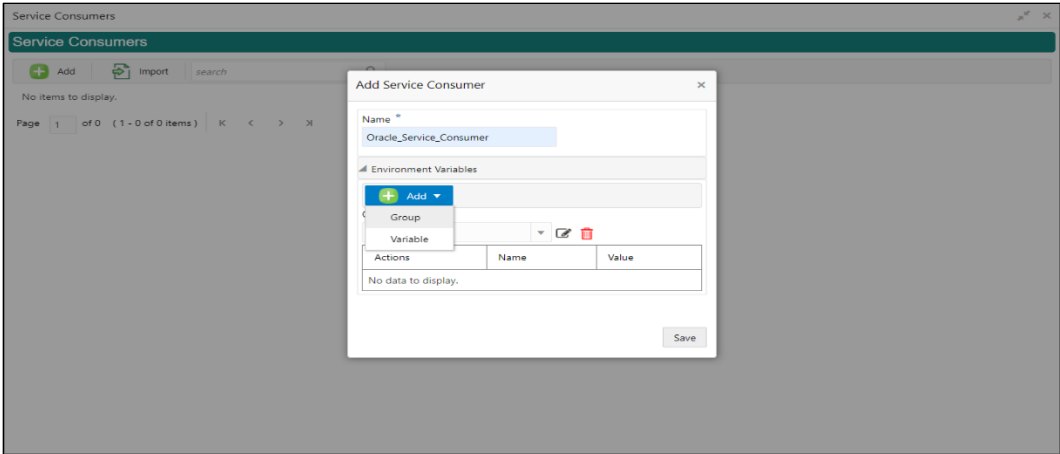 Service Consumers
Service Consumers
Add Import search
No items to display.
Page 1 of 0 ( 1 - 0 of 0 items )
Add Service Consumer
Name *
Oracle_Service_Consumer
Environment Variables
Add
Group
Variable
Actions Name Value
No data to display.
Save